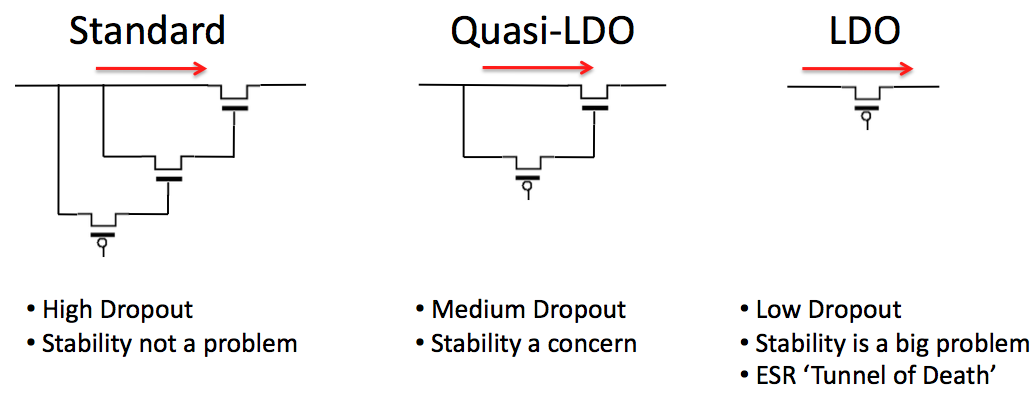 Standard
Quasi-LDO
LDO
• High Dropout
• Stability not a problem
• Medium Dropout
• Stability a concern
• Low Dropout
• Stability is a big problem
• ESR ‘Tunnel of Death’